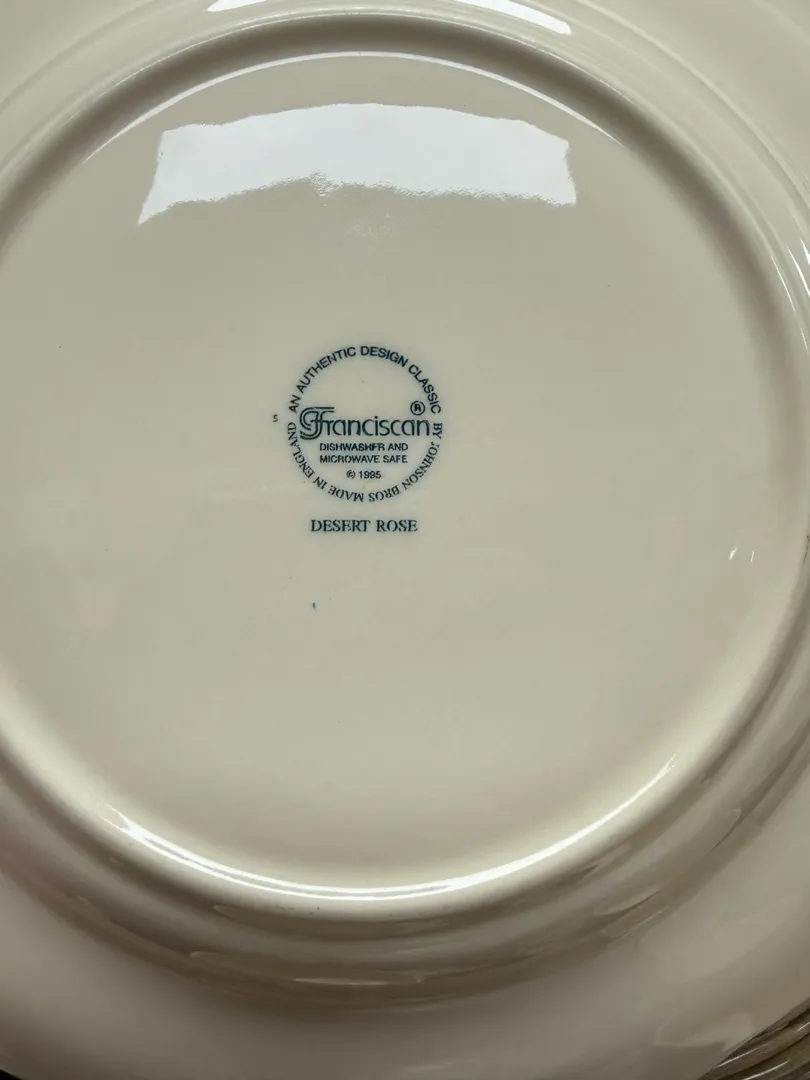 AN AUTHENTIC DESIGN CLASSIC BY JOHNSON BROS MADE IN ENGLAND
S
Franciscan ®
DISHWASHER AND
MICROWAVE SAFE
© 1995
DESERT ROSE